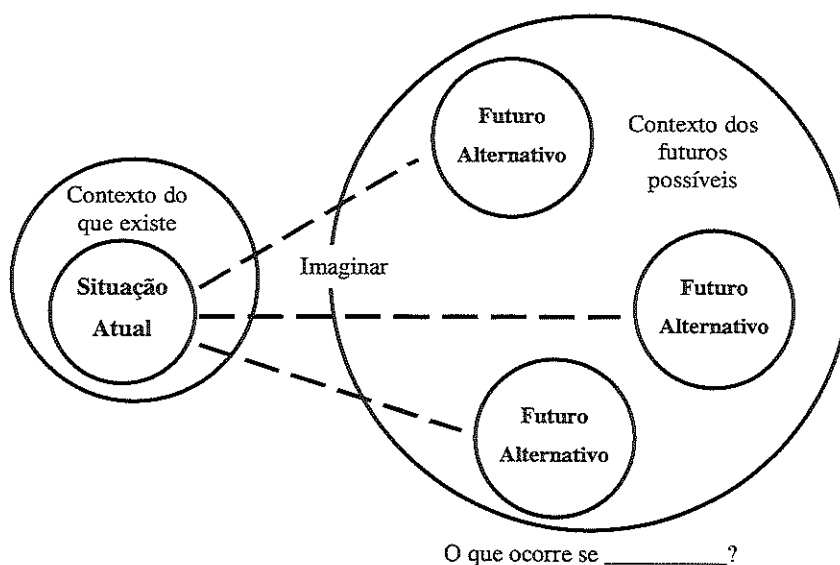 Contexto do
que existe
Situação
Atual
Imaginar
Futuro
Alternativo
Contexto dos
futuros
possíveis
Futuro
Alternativo
Futuro
Alternativo
O que ocorre se __________?